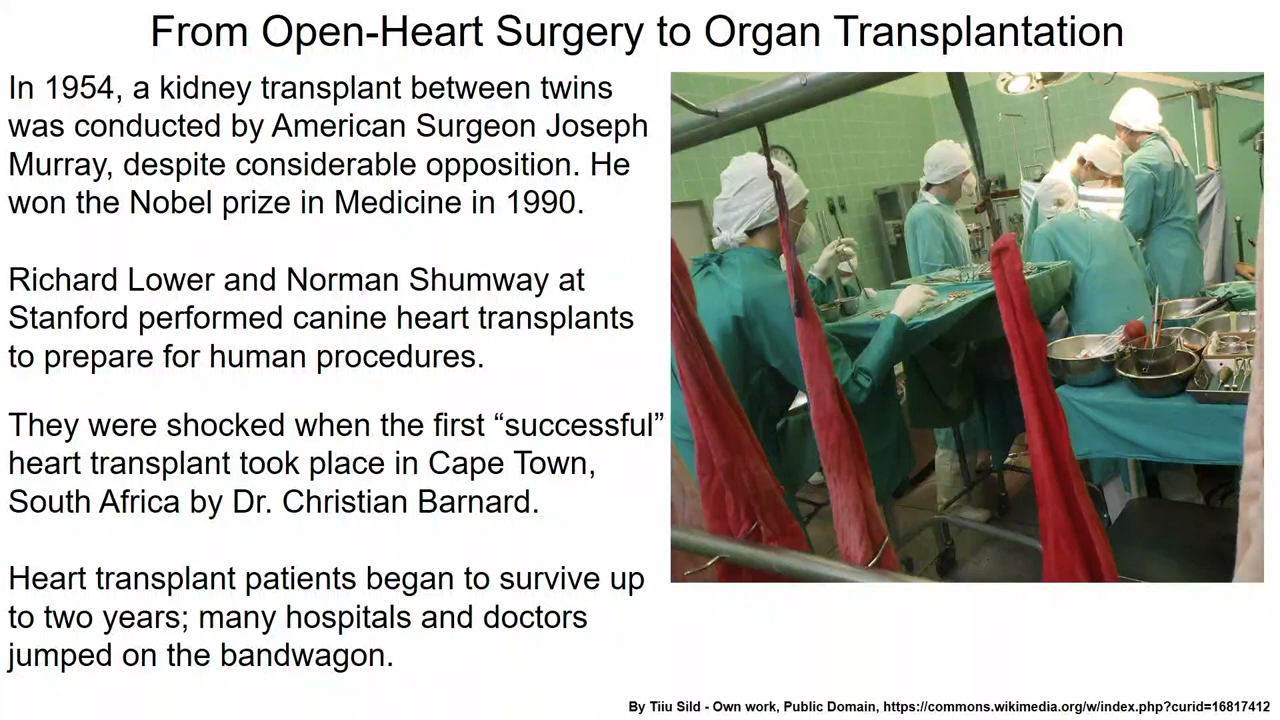 From Open-Heart Surgery to Organ Transplantation
In 1954, a kidney transplant between twins
was conducted by American Surgeon Joseph
Murray, despite considerable opposition. He
won the Nobel prize in Medicine in 1990.
Richard Lower and Norman Shumway at
Stanford performed canine heart transplants
to prepare for human procedures.
They were shocked when the first “successful”
heart transplant took place in Cape Town,
South Africa by Dr. Christian Barnard.
Heart transplant patients began to survive up
to two years; many hospitals and doctors
jumped on the bandwagon.
By Tiiu Sild - Own work, Public Domain, https://commons.wikimedia.org/w/index.php?curid=16817412